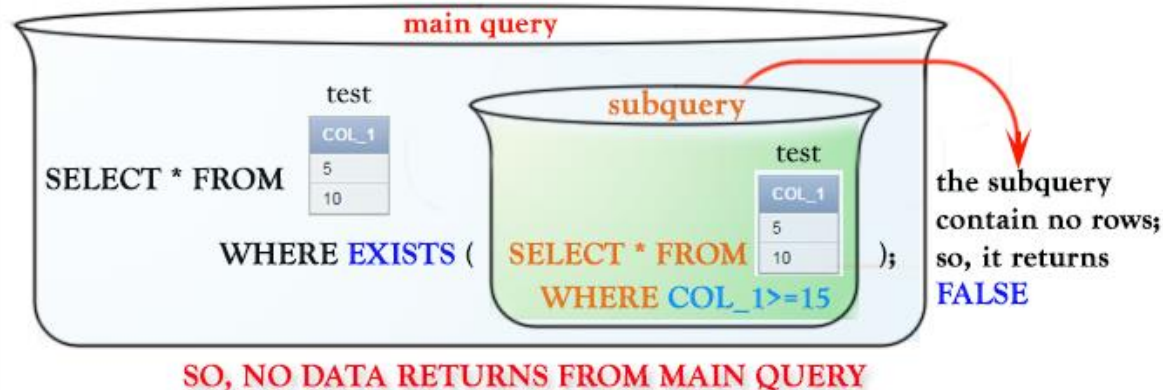 main query
test
COL_1
5
10
SELECT * FROM
WHERE EXISTS (
subquery
test
COL_1
5
10
SELECT * FROM
WHERE COL_1>=15
);
the subquery
contain no rows;
so, it returns
FALSE
SO, NO DATA RETURNS FROM MAIN QUERY